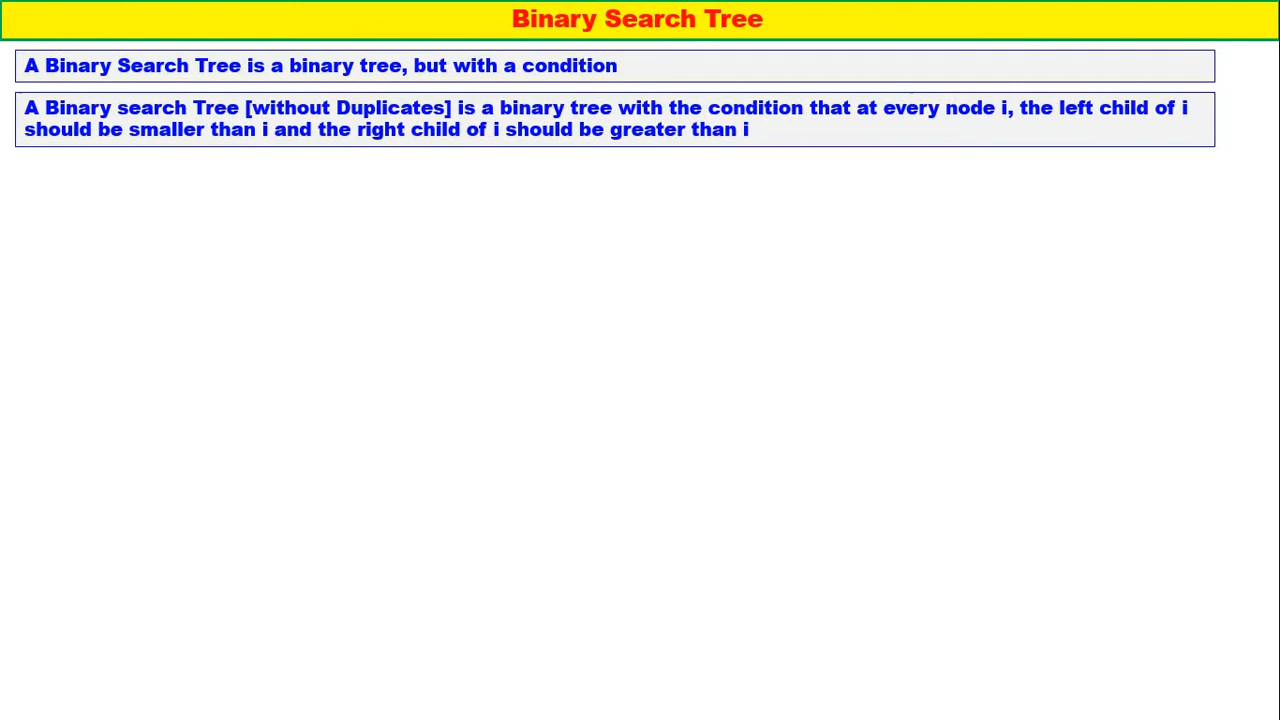 Binary Search Tree
A Binary Search Tree is a binary tree, but with a condition
A Binary search Tree [without Duplicates] is a binary tree with the condition that at every node i, the left child of i
should be smaller than i and the right child of i should be greater than i